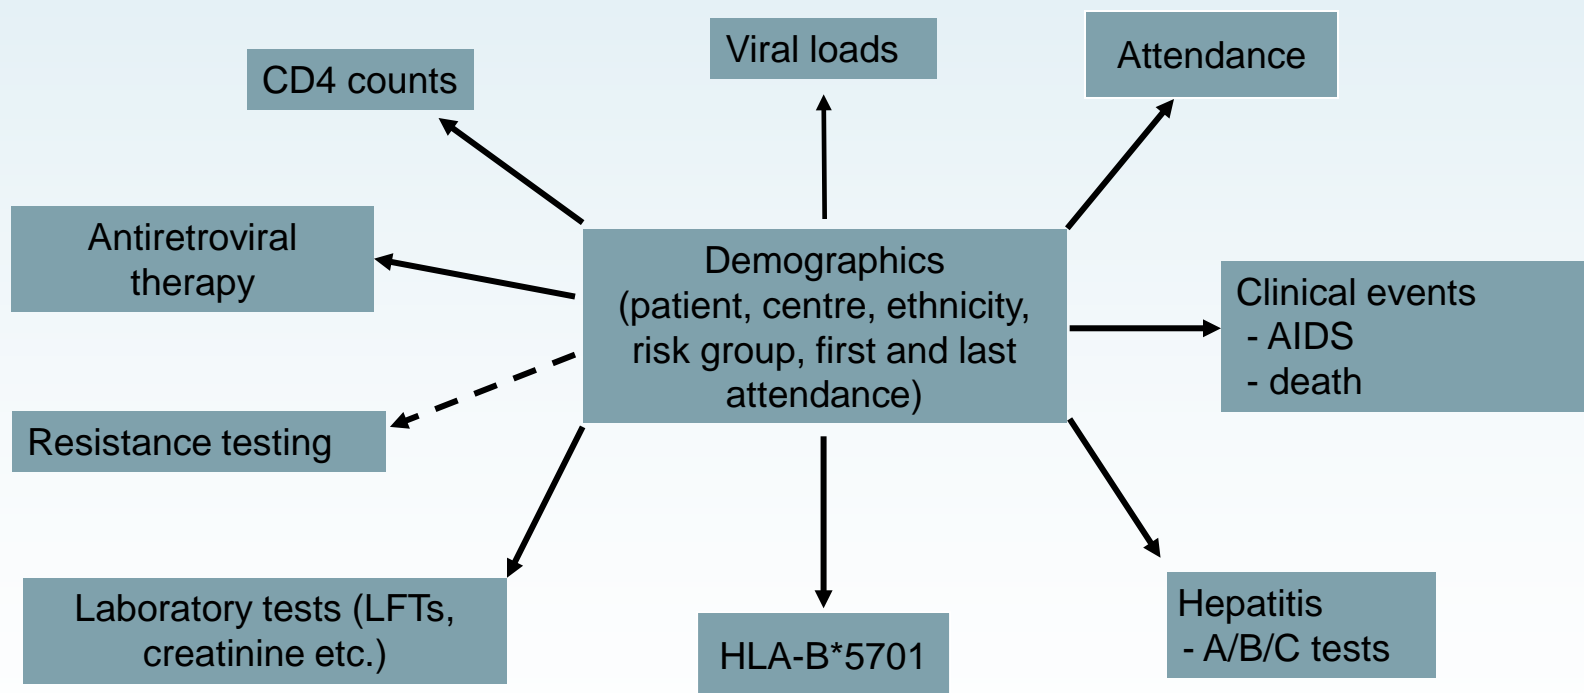 Viral loads
Attendance
CD4 counts
Antiretroviral
therapy
Demographics
(patient, centre, ethnicity,
risk group, first and last
attendance)
Clinical events
- AIDS
- death
Resistance testing
Laboratory tests (LFTs,
creatinine etc.)
HLA-B*5701
Hepatitis
- A/B/C tests